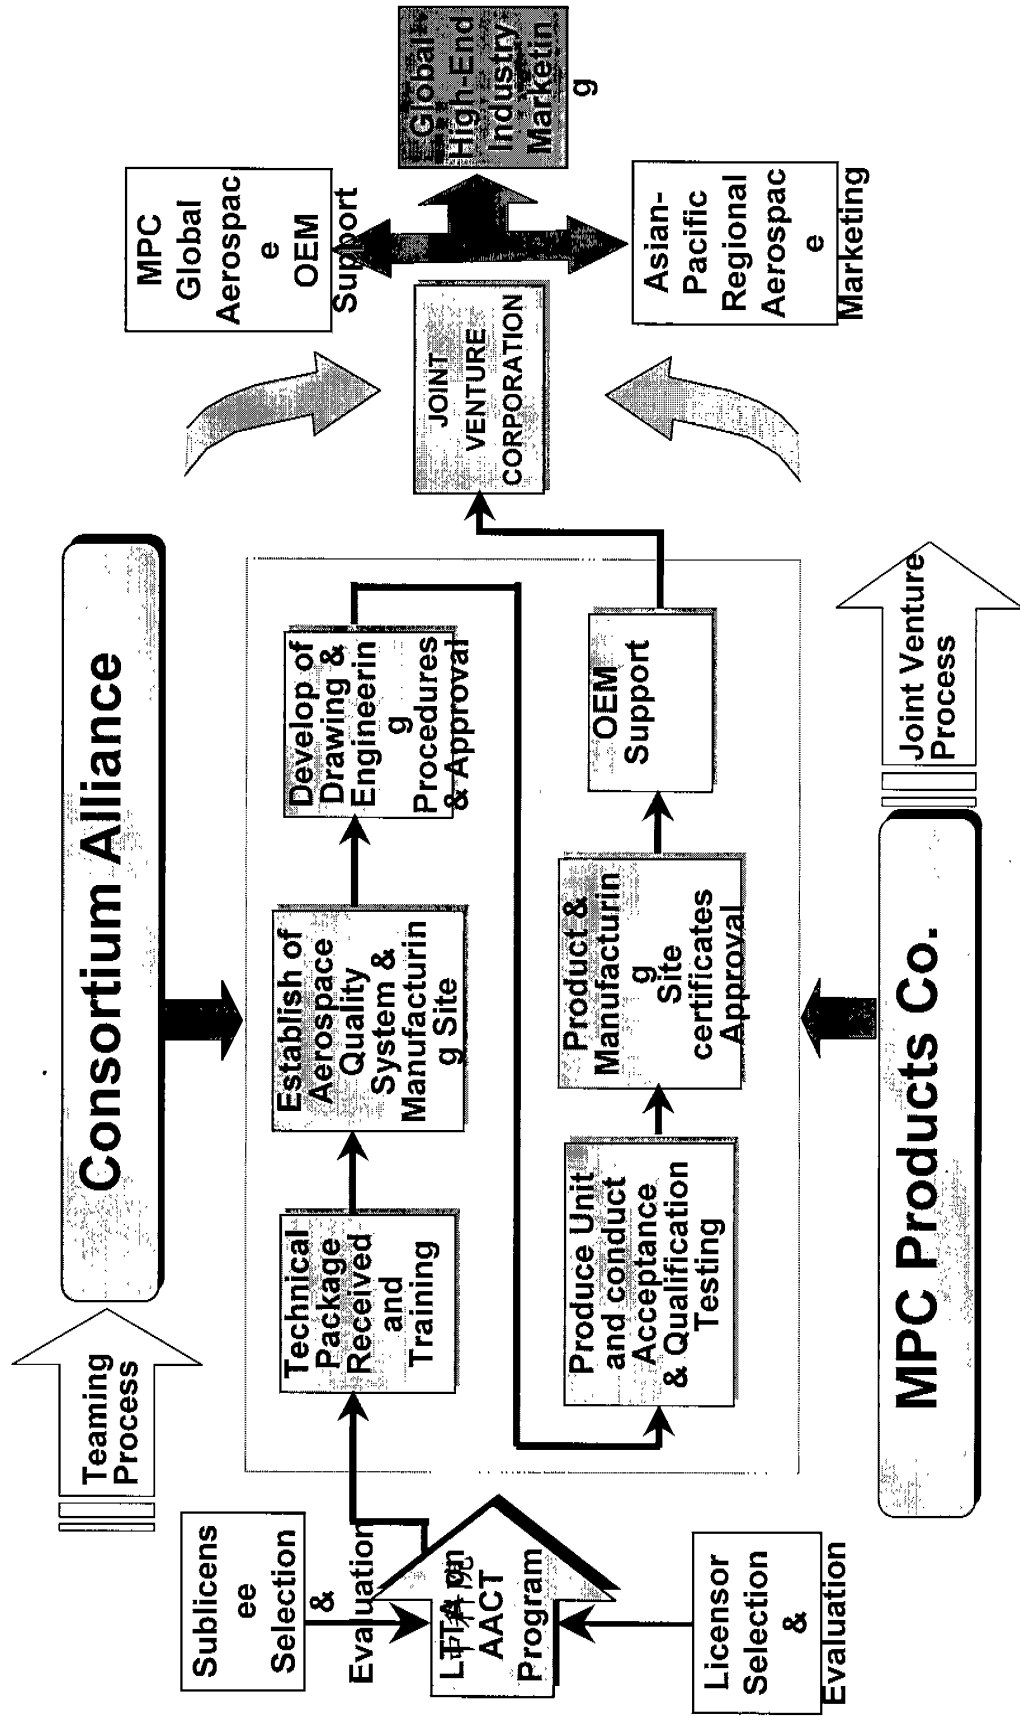 Teaming
Process
Consortium Alliance
Sublicens
ee
Selection
&
Evaluation
LTTA on
AACT
Program
Licensor
Selection
&
Evaluation
Technical
Package
Received
and
Training
Establish of
Aerospace
Quality
System &
Manufacturin
g Site
Develop of
Drawing &
Engineerin
g
Procedures
& Approval
Produce Unit
and conduct
Acceptance
& Qualification
Testing
Product &
Manufacturin
g
Site
certificates
Approval
OEM
Support
JOINT
VENTURE
CORPORATION
MPC
Global
Aerospac
e
OEM
Support
Global
High-End
Industry
Marketin
g
Asian-
Pacific
Regional
Aerospac
e
Marketing
MPC Products Co.
Joint Venture
Process